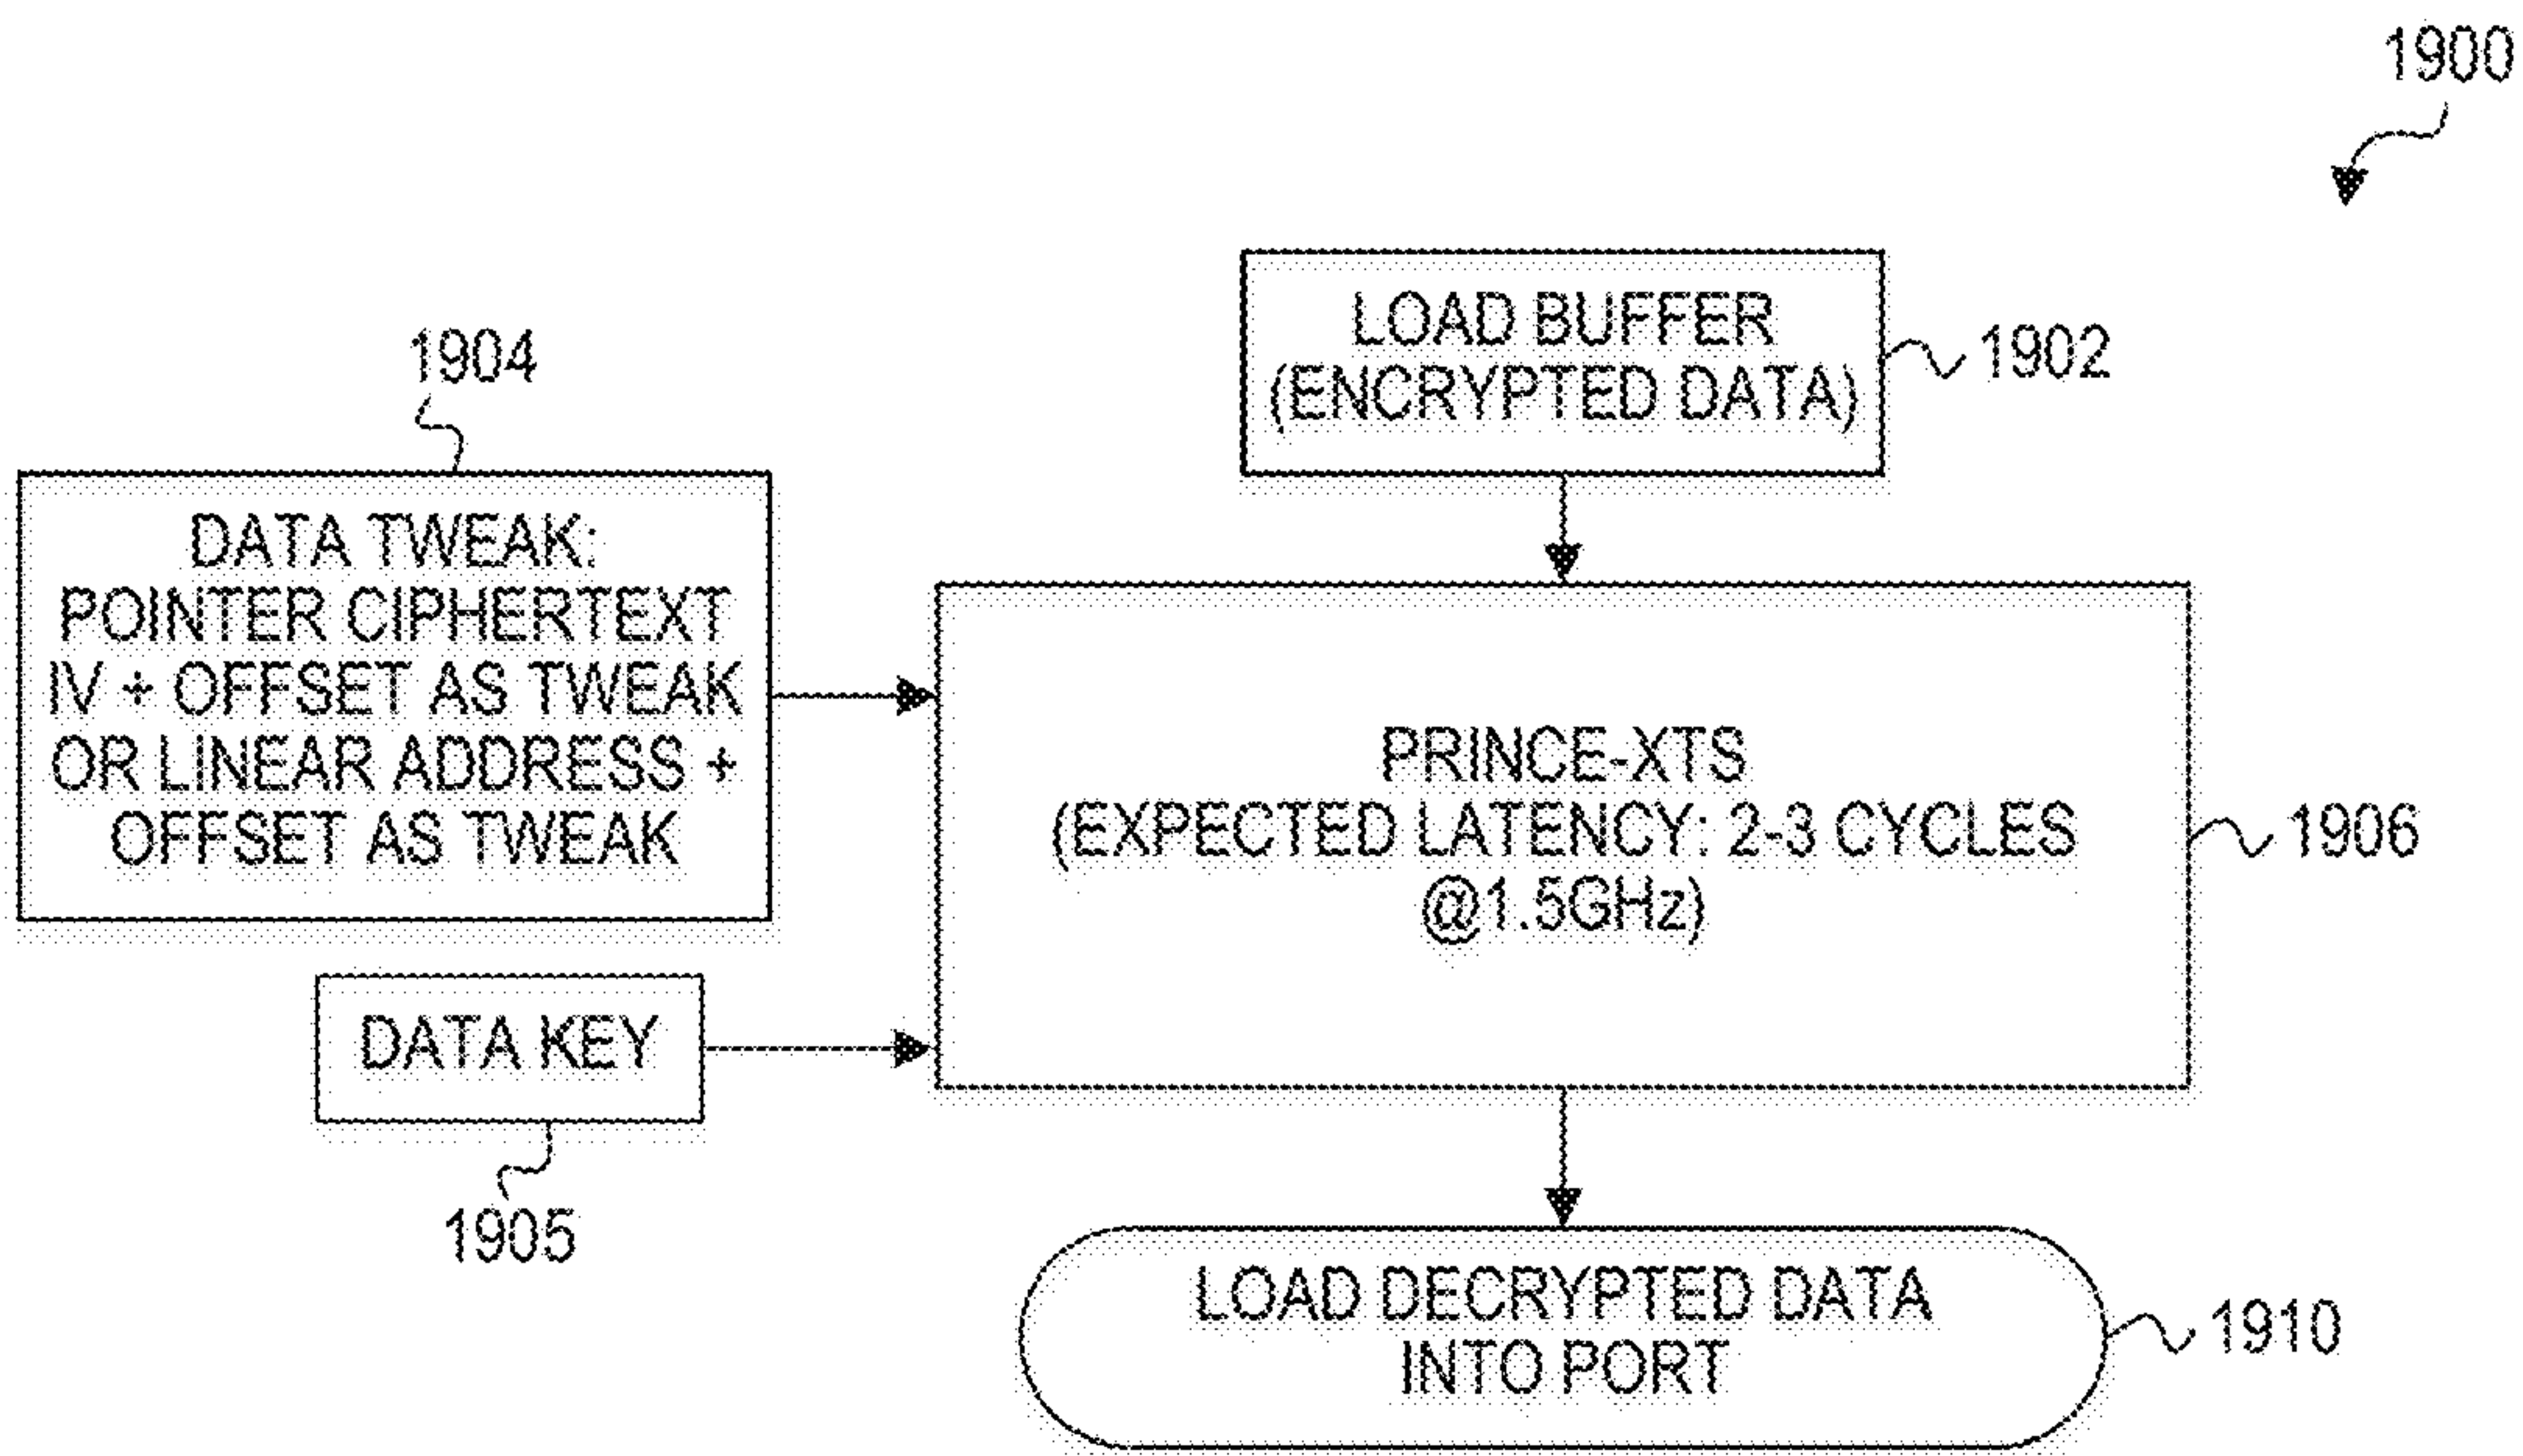 1900
LOAD BUFFER
(ENCRYPTED DATA)
1902
1904
DATA TWEAK:
POINTER CIPHERTEXT
IV + OFFSET AS TWEAK
OR LINEAR ADDRESS +
OFFSET AS TWEAK
PRINCE-XTS
(EXPECTED LATENCY: 2-3 CYCLES
@1.5GHz)
1906
DATA KEY
1905
LOAD DECRYPTED DATA
INTO PORT
1910